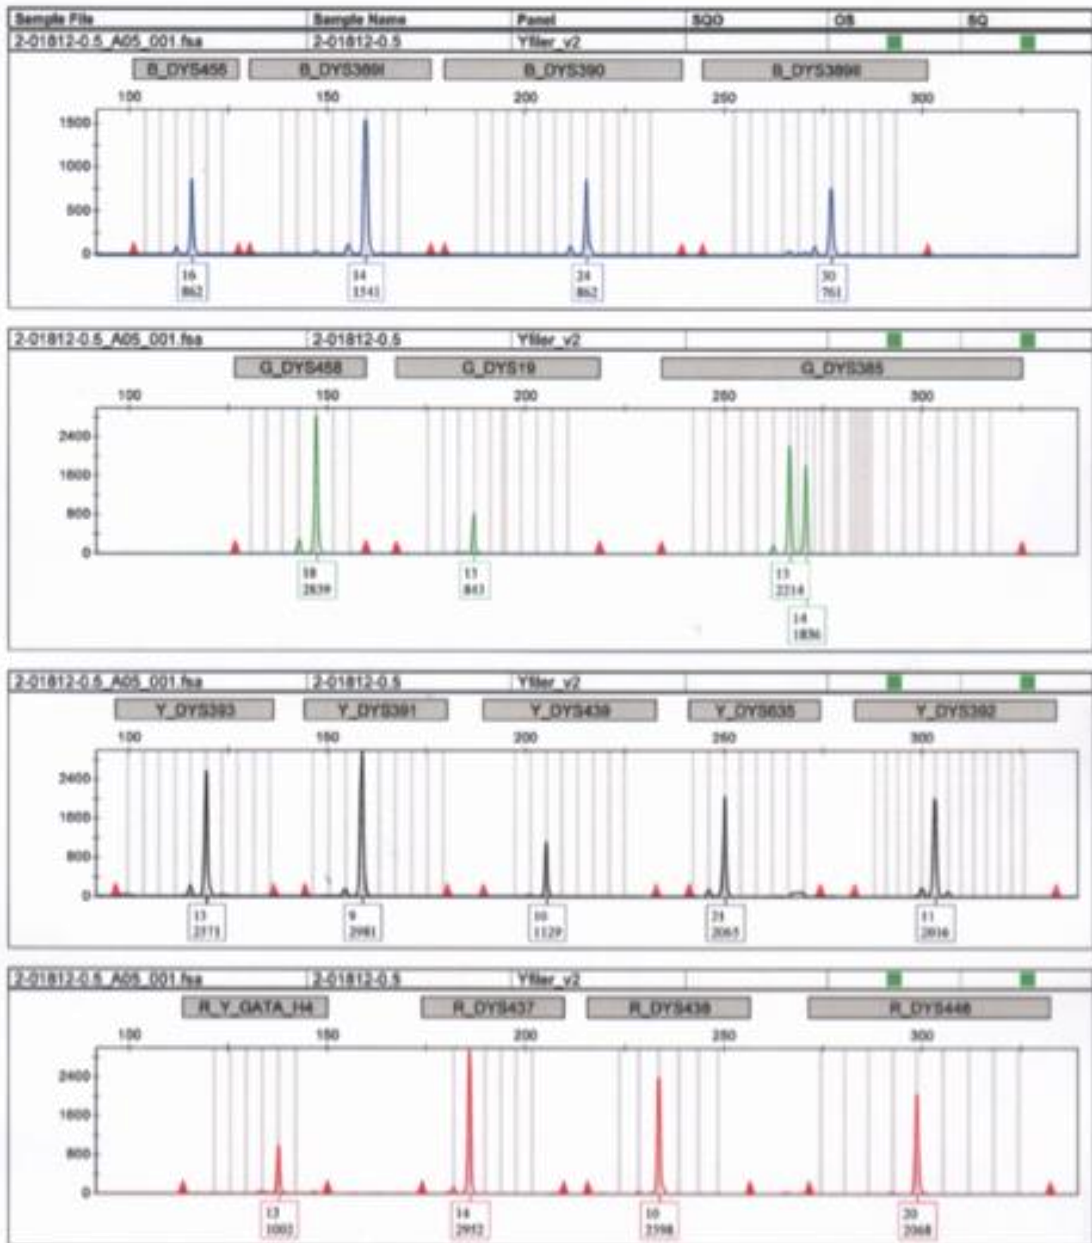 Sample File Sample Name Panel SQO OS SQ
2-01812-0.5_A05_001.fsa 2-01812-0.5 Yfiler_v2
B_DYS456 B_DYS389I B_DYS390 B_DYS389II
100 150 200 250 300
1500
1000
500
0
16 14 24 30
862 1541 862 761
2-01812-0.5_A05_001.fsa 2-01812-0.5 Yfiler_v2
G_DYS458 G_DYS19 G_DYS385
100 150 200 250 300
2400
1600
800
0
18 13 13
2839 843 2214
14
1836
2-01812-0.5_A05_001.fsa 2-01812-0.5 Yfiler_v2
Y_DYS393 Y_DYS391 Y_DYS439 Y_DYS635 Y_DYS392
100 150 200 250 300
2400
1600
800
0
13 9 10 21 11
2571 2981 1129 2065 2016
2-01812-0.5_A05_001.fsa 2-01812-0.5 Yfiler_v2
R_Y_GATA_H4 R_DYS437 R_DYS438 R_DYS448
100 150 200 250 300
2400
1600
800
0
14 10 20
2952 2398 2068